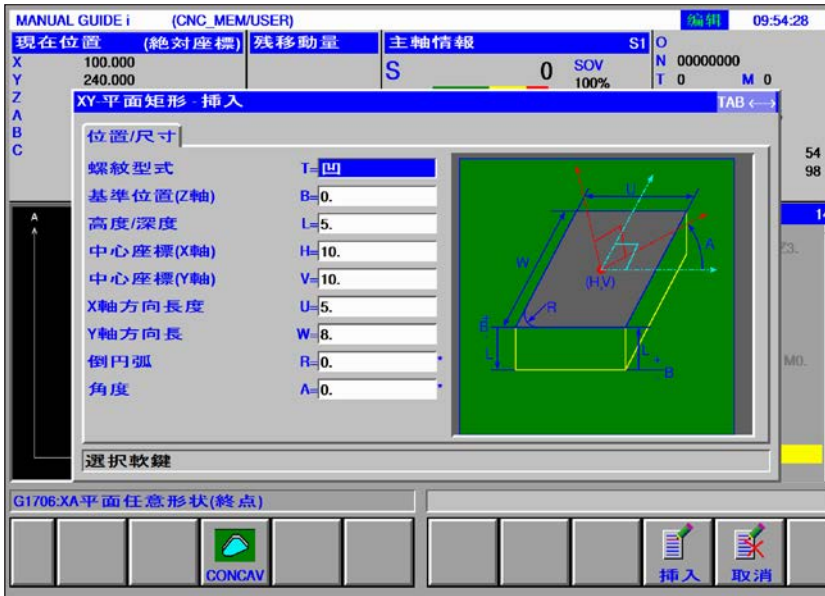 MANUAL GUIDE i (CNC_MEM/USER) 编辑 09:54:28
現在位置 (絶対座標) 残移動量 主軸情報 S1 O
X 100.000 S 0 SOV N 00000000
Y 240.000 100% T 0 M 0
Z XY-平面矩形 - 挿入 TAB
A
B 位置/尺寸
C 54
螺紋型式 T=凹 98
基準位置(Z軸) B=0.
A 高度/深度 L=5. 14
中心座標(X軸) H=10. Z3.
中心座標(Y軸) V=10.
X軸方向長度 U=5.
Y軸方向長 W=8.
倒円弧 R=0. M0.
角度 A=0.
U
W
A
(H,V)
R
B
L
L
B
選択軟鍵
G1706:XA平面任意形状(終点)
CONCAV 挿入 取消